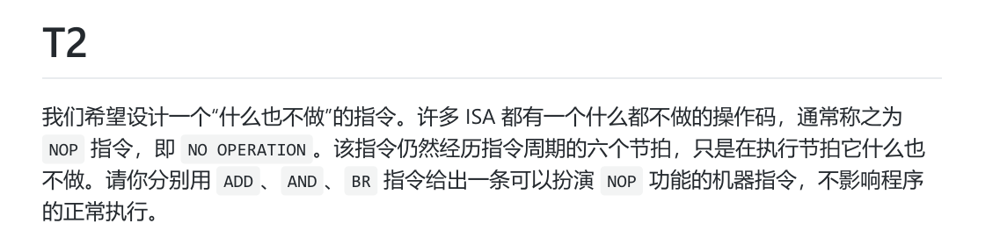 T2
我们希望设计一个“什么也不做”的指令。许多 ISA 都有一个什么都不做的操作码，通常称之为
NOP 指令，即 NO OPERATION。该指令仍然经历指令周期的六个节拍，只是在执行节拍它什么也
不做。请你分别用 ADD、AND、BR 指令给出一条可以扮演 NOP 功能的机器指令，不影响程序
的正常执行。